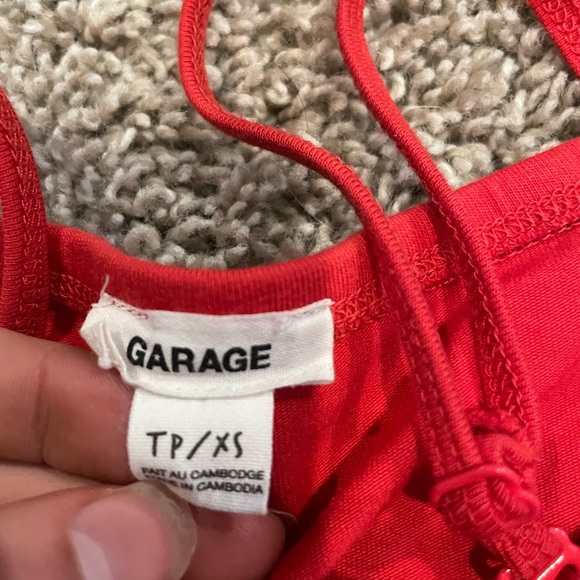 GARAGE
TP/XS
FAIT AU CAMBODGE
MADE IN CAMBODIA